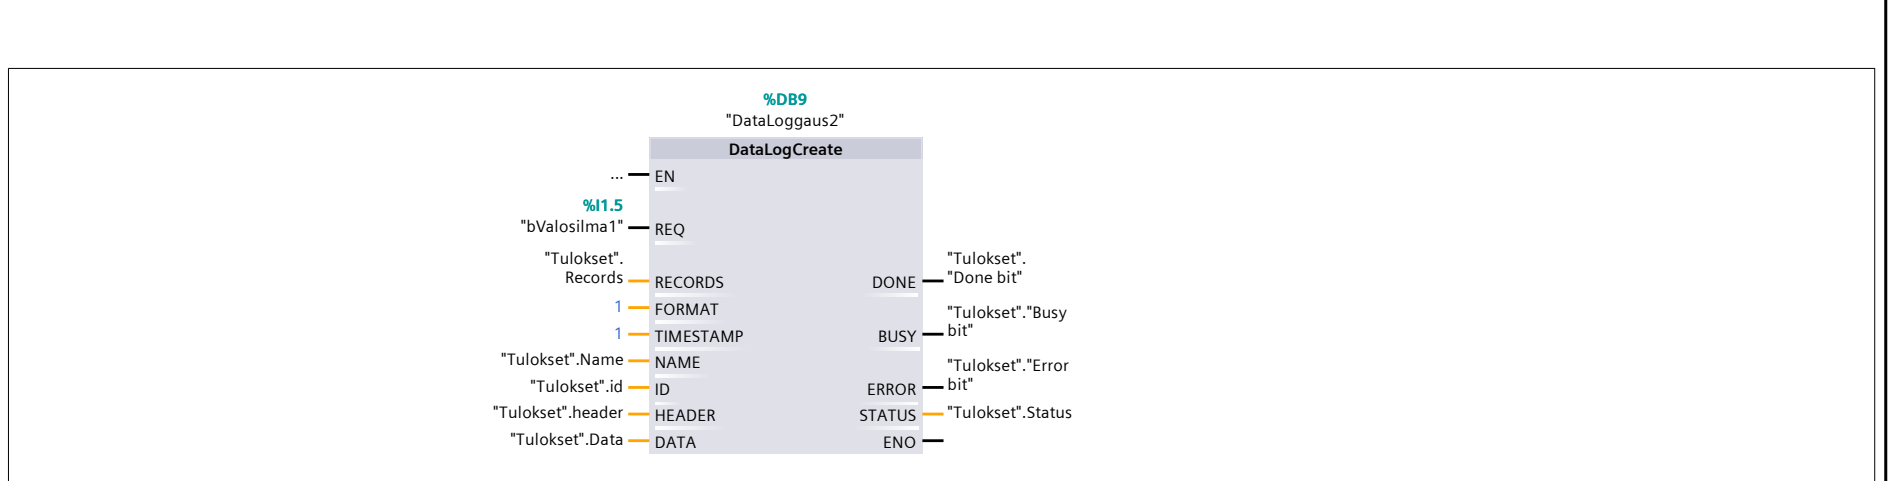 %DB9
"DataLoggaus2"
DataLogCreate
... EN
%I1.5
"bValosilma1" REQ
"Tulokset".
Records RECORDS
DONE "Tulokset".
"Done bit"
1 FORMAT
1 TIMESTAMP
BUSY "Tulokset"."Busy
bit"
"Tulokset".Name NAME
"Tulokset".id ID
ERROR "Tulokset"."Error
bit"
"Tulokset".header HEADER
STATUS "Tulokset".Status
"Tulokset".Data DATA
ENO